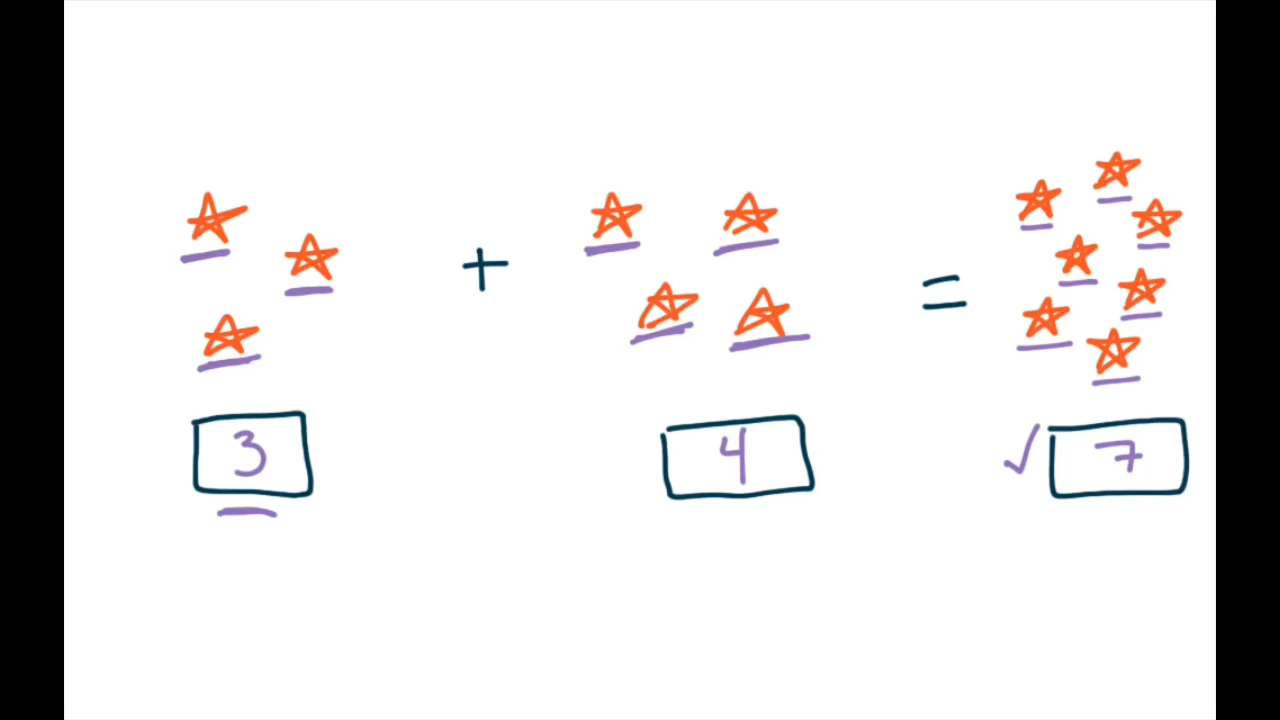 + =
3 4 ✓ 7